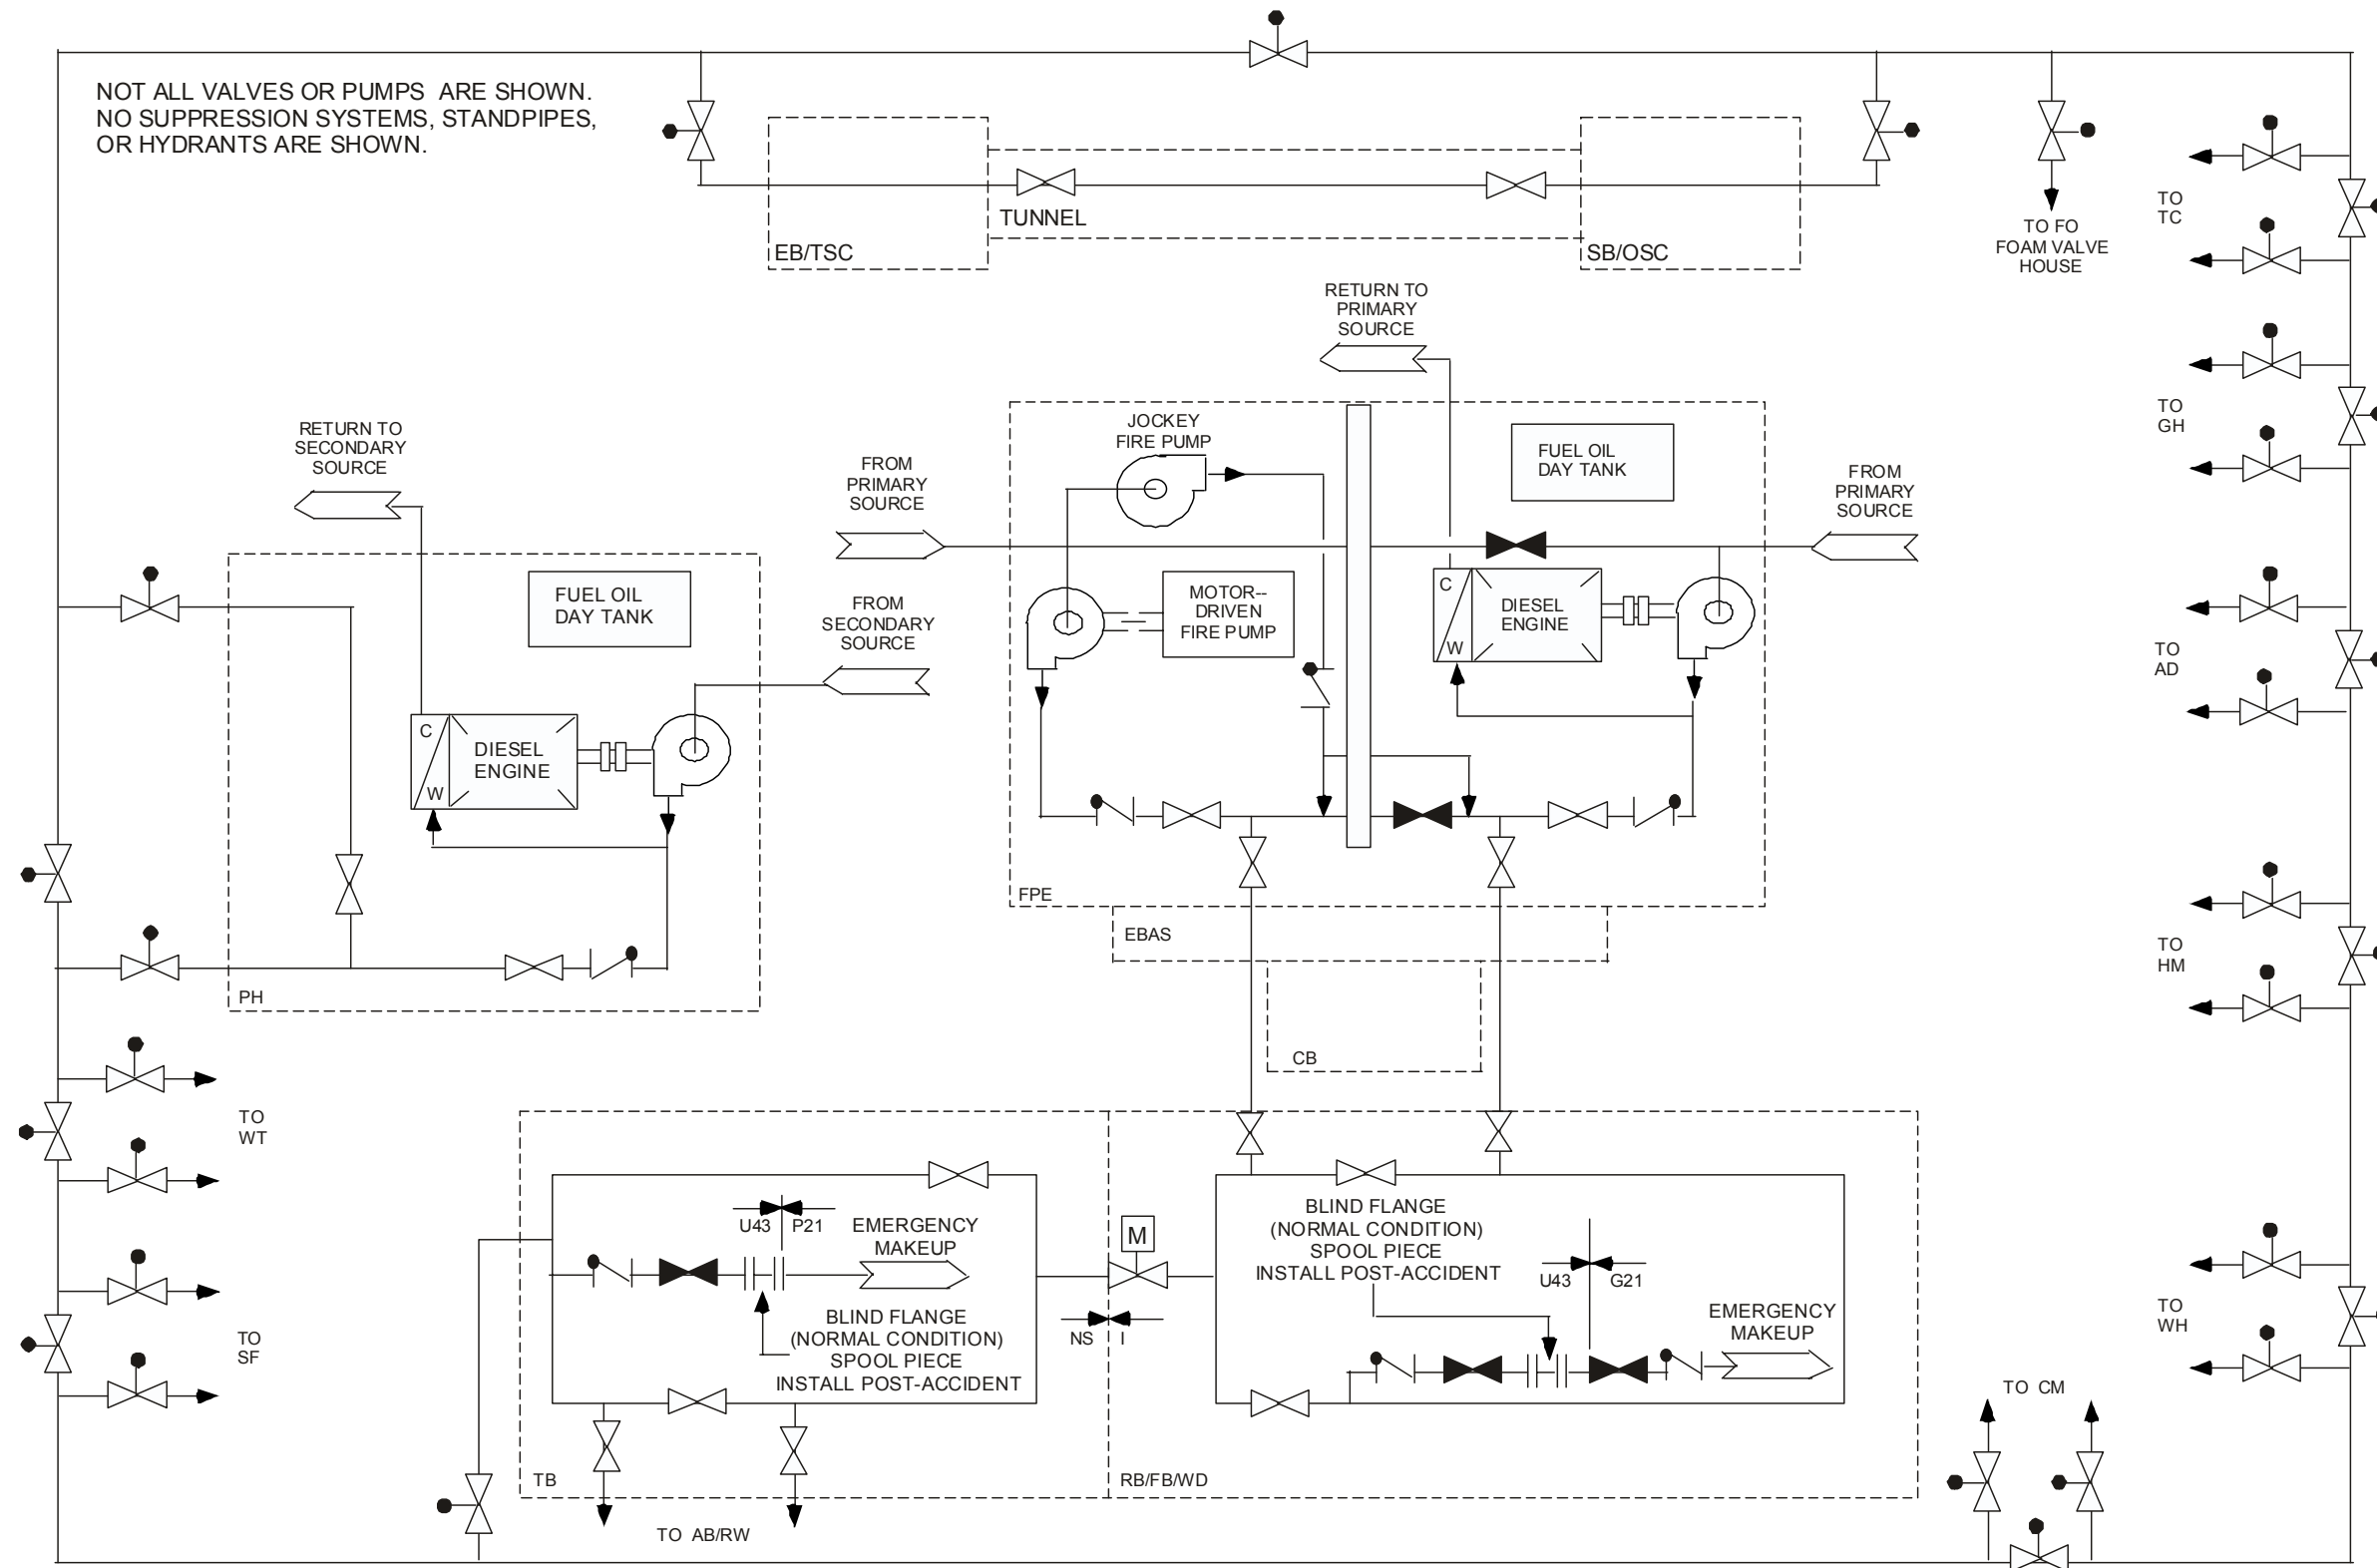 NOT ALL VALVES OR PUMPS ARE SHOWN.
NO SUPPRESSION SYSTEMS, STANDPIPES,
OR HYDRANTS ARE SHOWN.
TUNNEL
EB/TSC
SB/OSC
TO FO
FOAM VALVE
HOUSE
TO
TC
RETURN TO
PRIMARY
SOURCE
TO
GH
RETURN TO
SECONDARY
SOURCE
JOCKEY
FIRE PUMP
FUEL OIL
DAY TANK
FROM
PRIMARY
SOURCE
FROM
PRIMARY
SOURCE
FUEL OIL
DAY TANK
FROM
SECONDARY
SOURCE
MOTOR--
DRIVEN
FIRE PUMP
C
W
DIESEL
ENGINE
TO
AD
C
W
DIESEL
ENGINE
FPE
EBAS
TO
HM
PH
CB
TO
WT
U43
P21
EMERGENCY
MAKEUP
M
BLIND FLANGE
(NORMAL CONDITION)
SPOOL PIECE
INSTALL POST-ACCIDENT
U43
G21
BLIND FLANGE
(NORMAL CONDITION)
SPOOL PIECE
INSTALL POST-ACCIDENT
NS
I
EMERGENCY
MAKEUP
TO
WH
TO
SF
TO CM
TB
RB/FB/WD
TO AB/RW